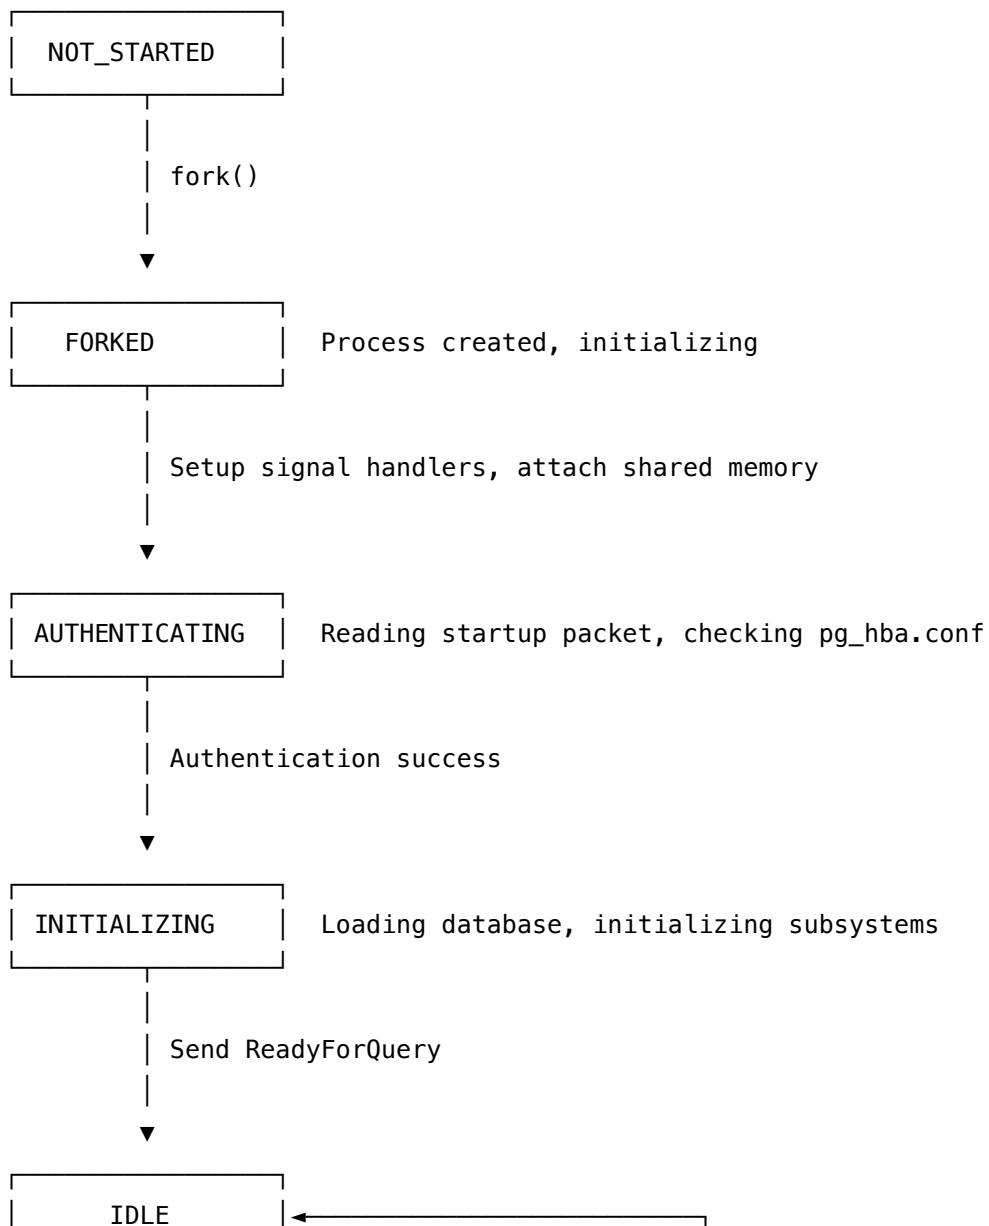 NOT_STARTED
fork()
FORKED Process created, initializing
Setup signal handlers, attach shared memory
AUTHENTICATING Reading startup packet, checking pg_hba.conf
Authentication success
INITIALIZING Loading database, initializing subsystems
Send ReadyForQuery
IDLE